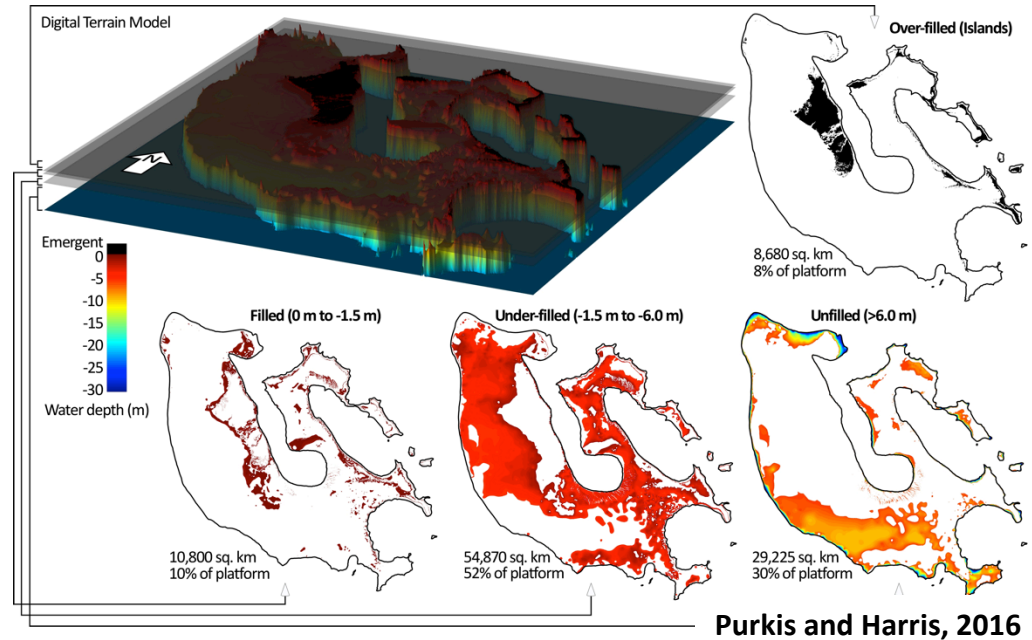 Digital Terrain Model
Over-filled (Islands)
N
8,680 sq. km
8% of platform
Emergent
0
-5
-10
-15
-20
-25
-30
Water depth (m)
Filled (0 m to -1.5 m)
10,800 sq. km
10% of platform
Under-filled (-1.5 m to -6.0 m)
54,870 sq. km
52% of platform
Unfilled (>6.0 m)
29,225 sq. km
30% of platform
Purkis and Harris, 2016